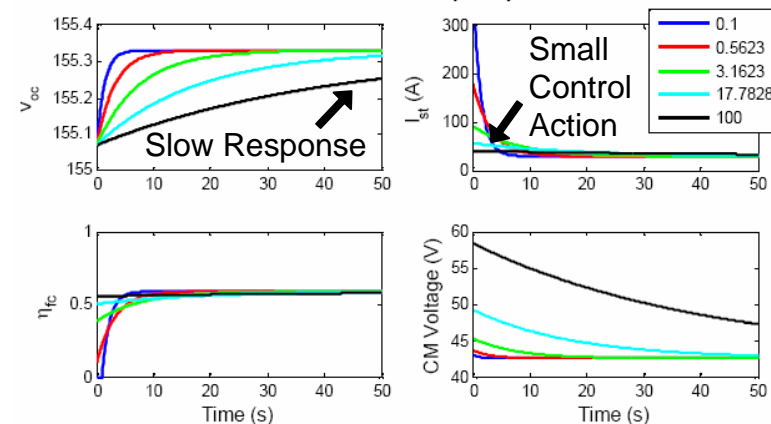 155.4
155.3
155.2
155.1
155
v_oc
0 10 20 30 40 50
Slow Response
300
200
100
0
I_st (A)
0 10 20 30 40 50
Small
Control
Action
0.1
0.5623
3.1623
17.7828
100
1
0.5
0
η_fc
0 10 20 30 40 50
Time (s)
60
55
50
45
40
CM Voltage (V)
0 10 20 30 40 50
Time (s)